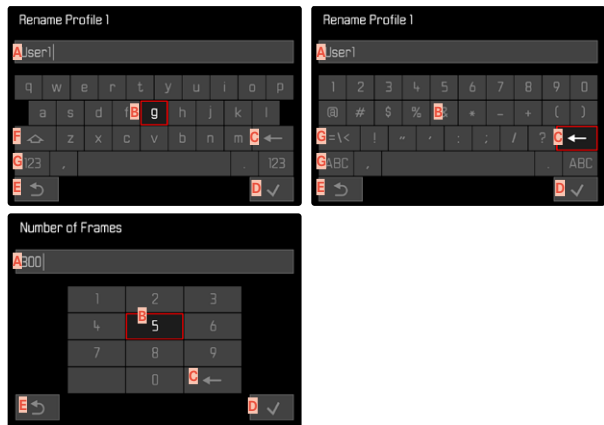 Rename Profile 1
A User1
q w e r t y u i o p
a s d f B g h j k l
F z x c v b n m C ←
G 123 , . 123
E D ✓
Rename Profile 1
A User1
1 2 3 4 5 6 7 8 9 0
@ # $ % B & * - + ( )
G =\< ! : ; / ? C ←
G ABC , . ABC
E D ✓
Number of Frames
A 300
1 2 3
B
4 5 6
7 8 9
0 C ←
E D ✓